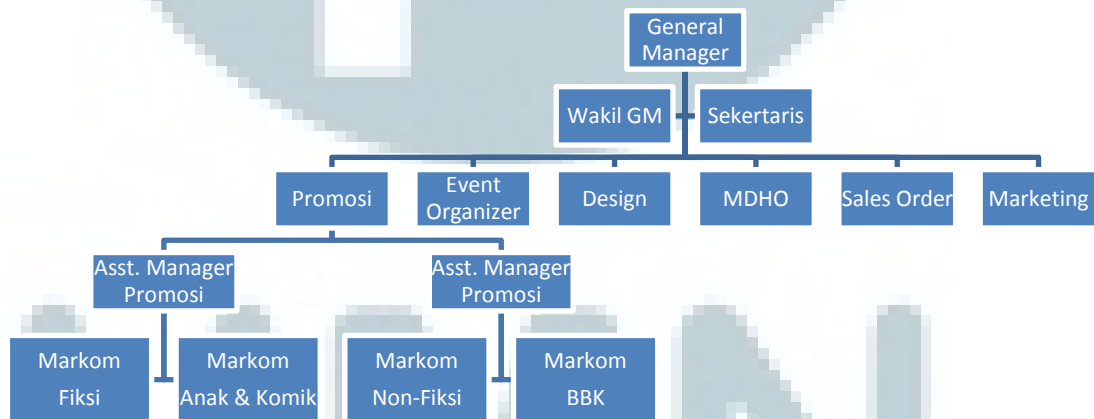 General
Manager
Wakil GM
Sekertaris
Promosi
Event
Organizer
Design
MDHO
Sales Order
Marketing
Asst. Manager
Promosi
Asst. Manager
Promosi
Markom
Fiksi
Markom
Anak & Komik
Markom
Non-Fiksi
Markom
BBK